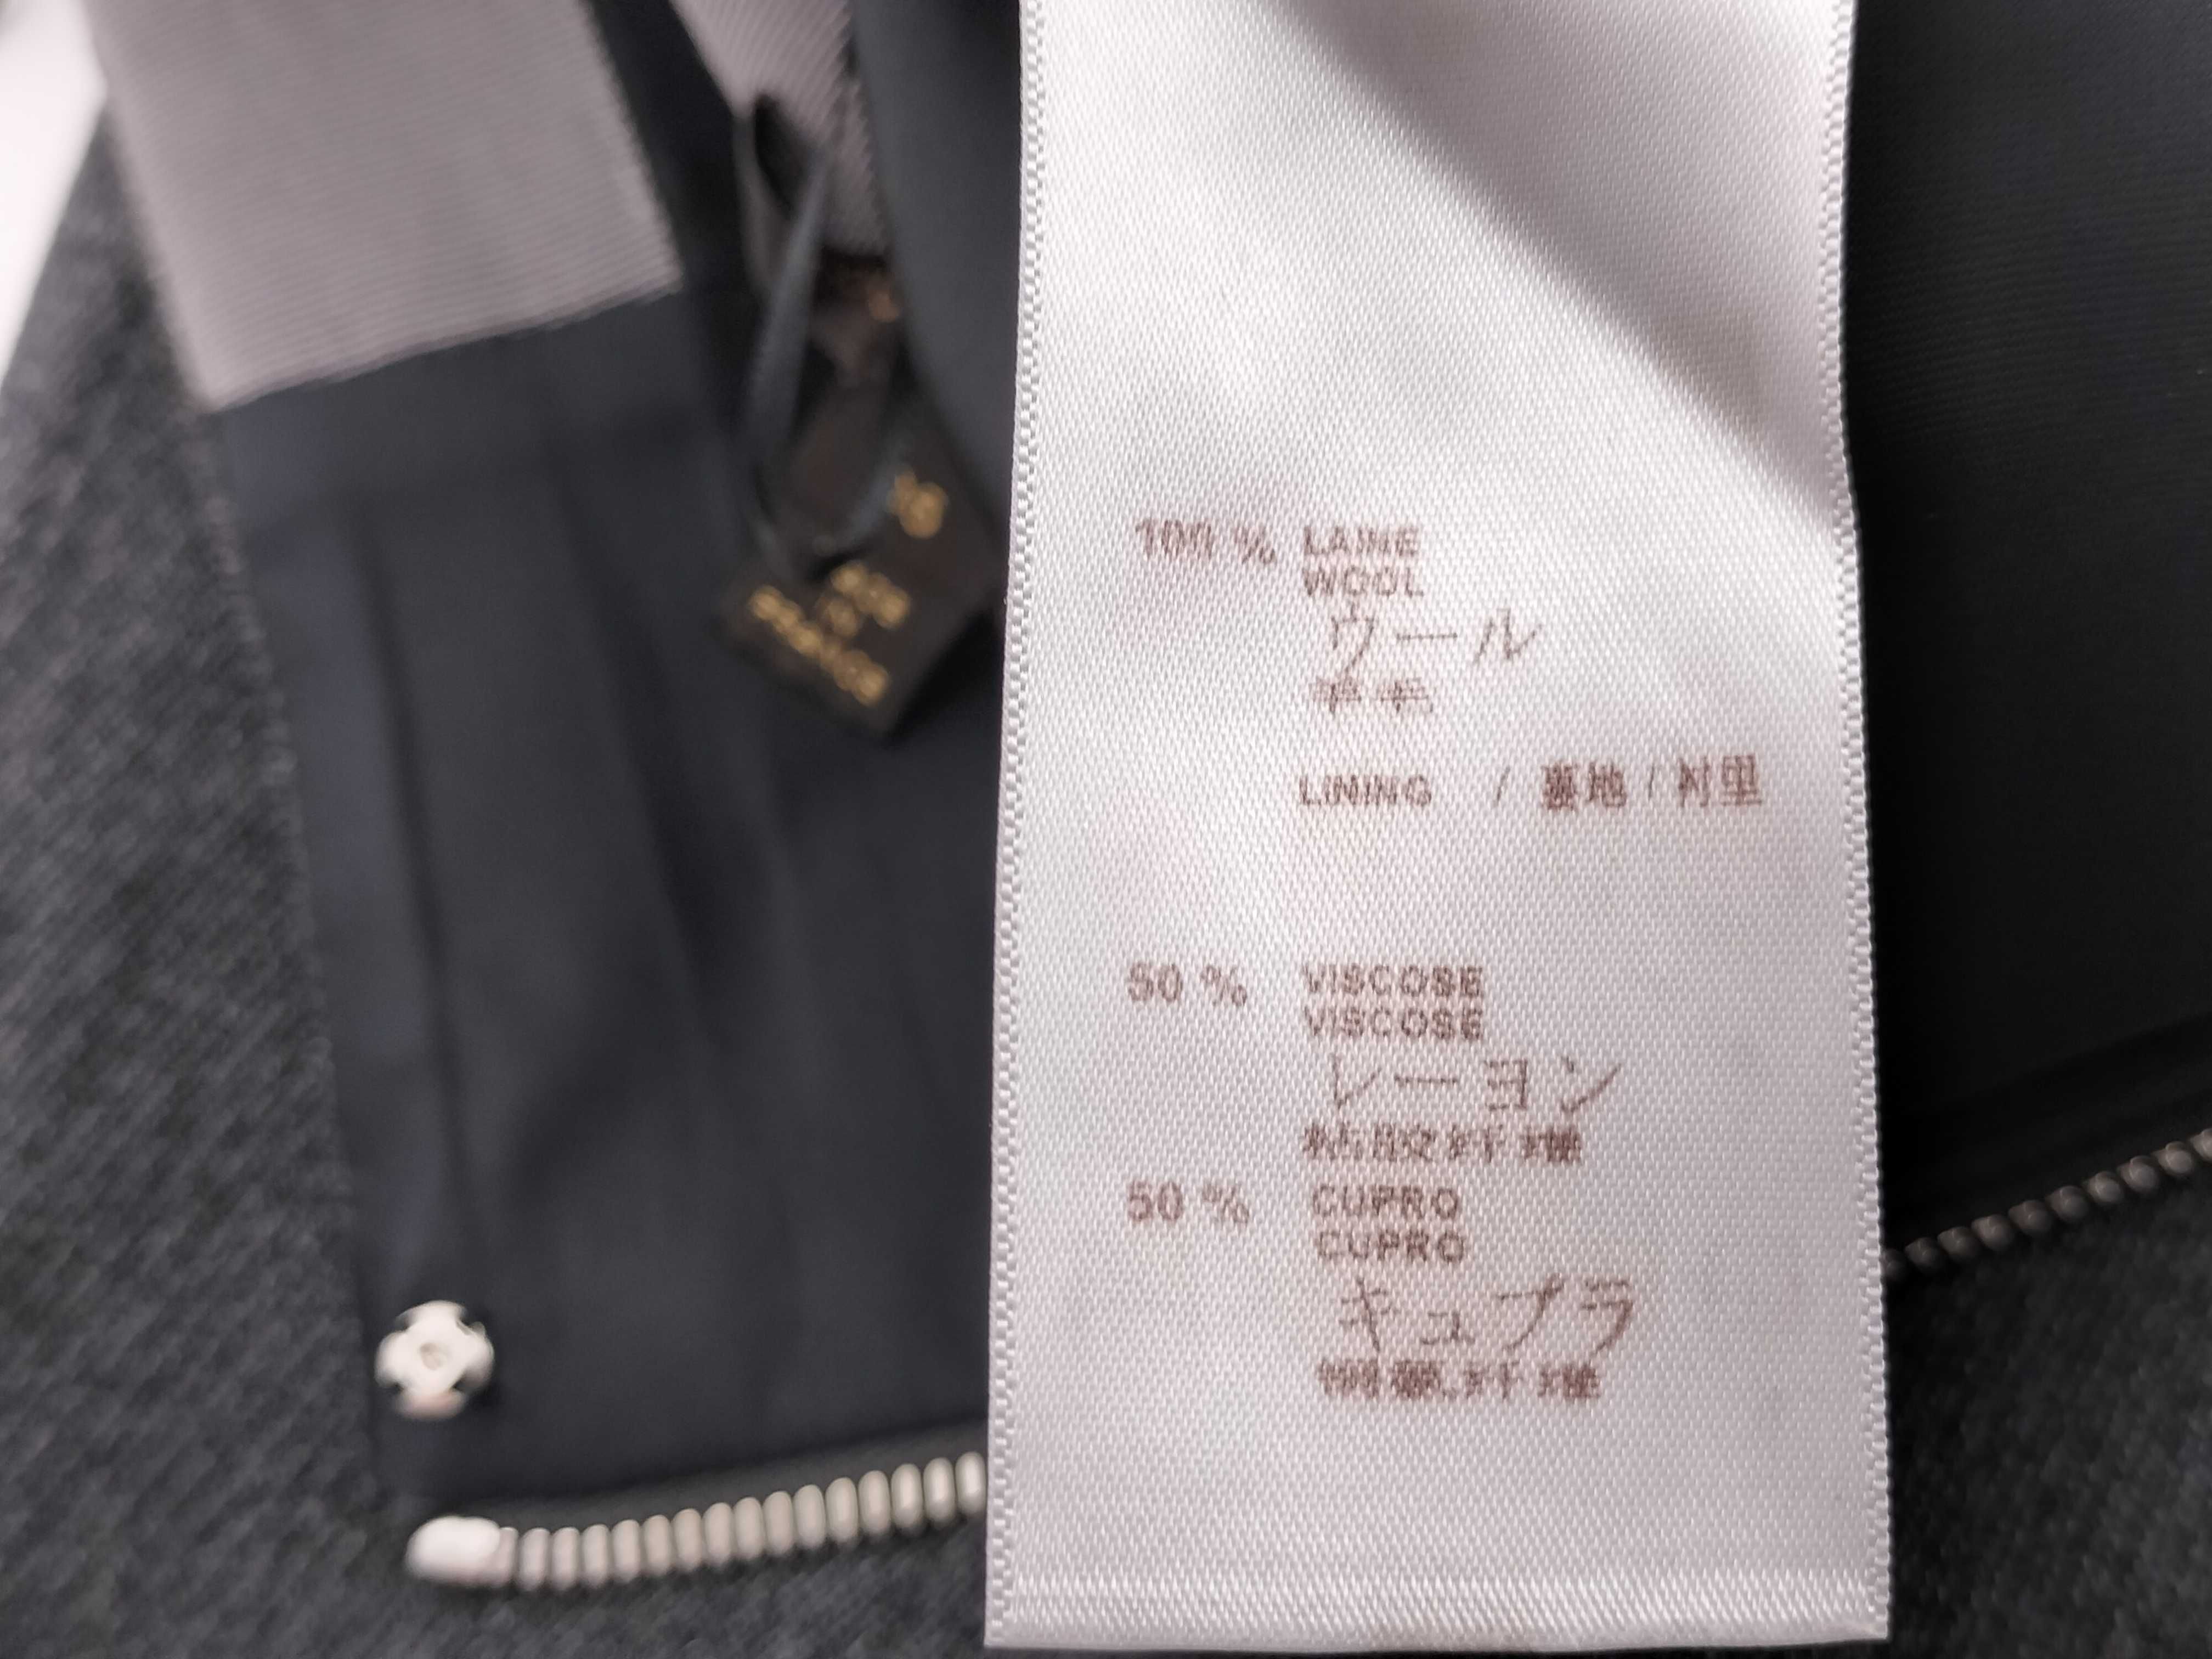 100 % LAINE
WOOL
ウール
羊毛
LINING / 裏地 / 衬里
50 % VISCOSE
VISCOSE
レーヨン
粘胶纤维
50 % CUPRO
CUPRO
キュプラ
铜氨纤维